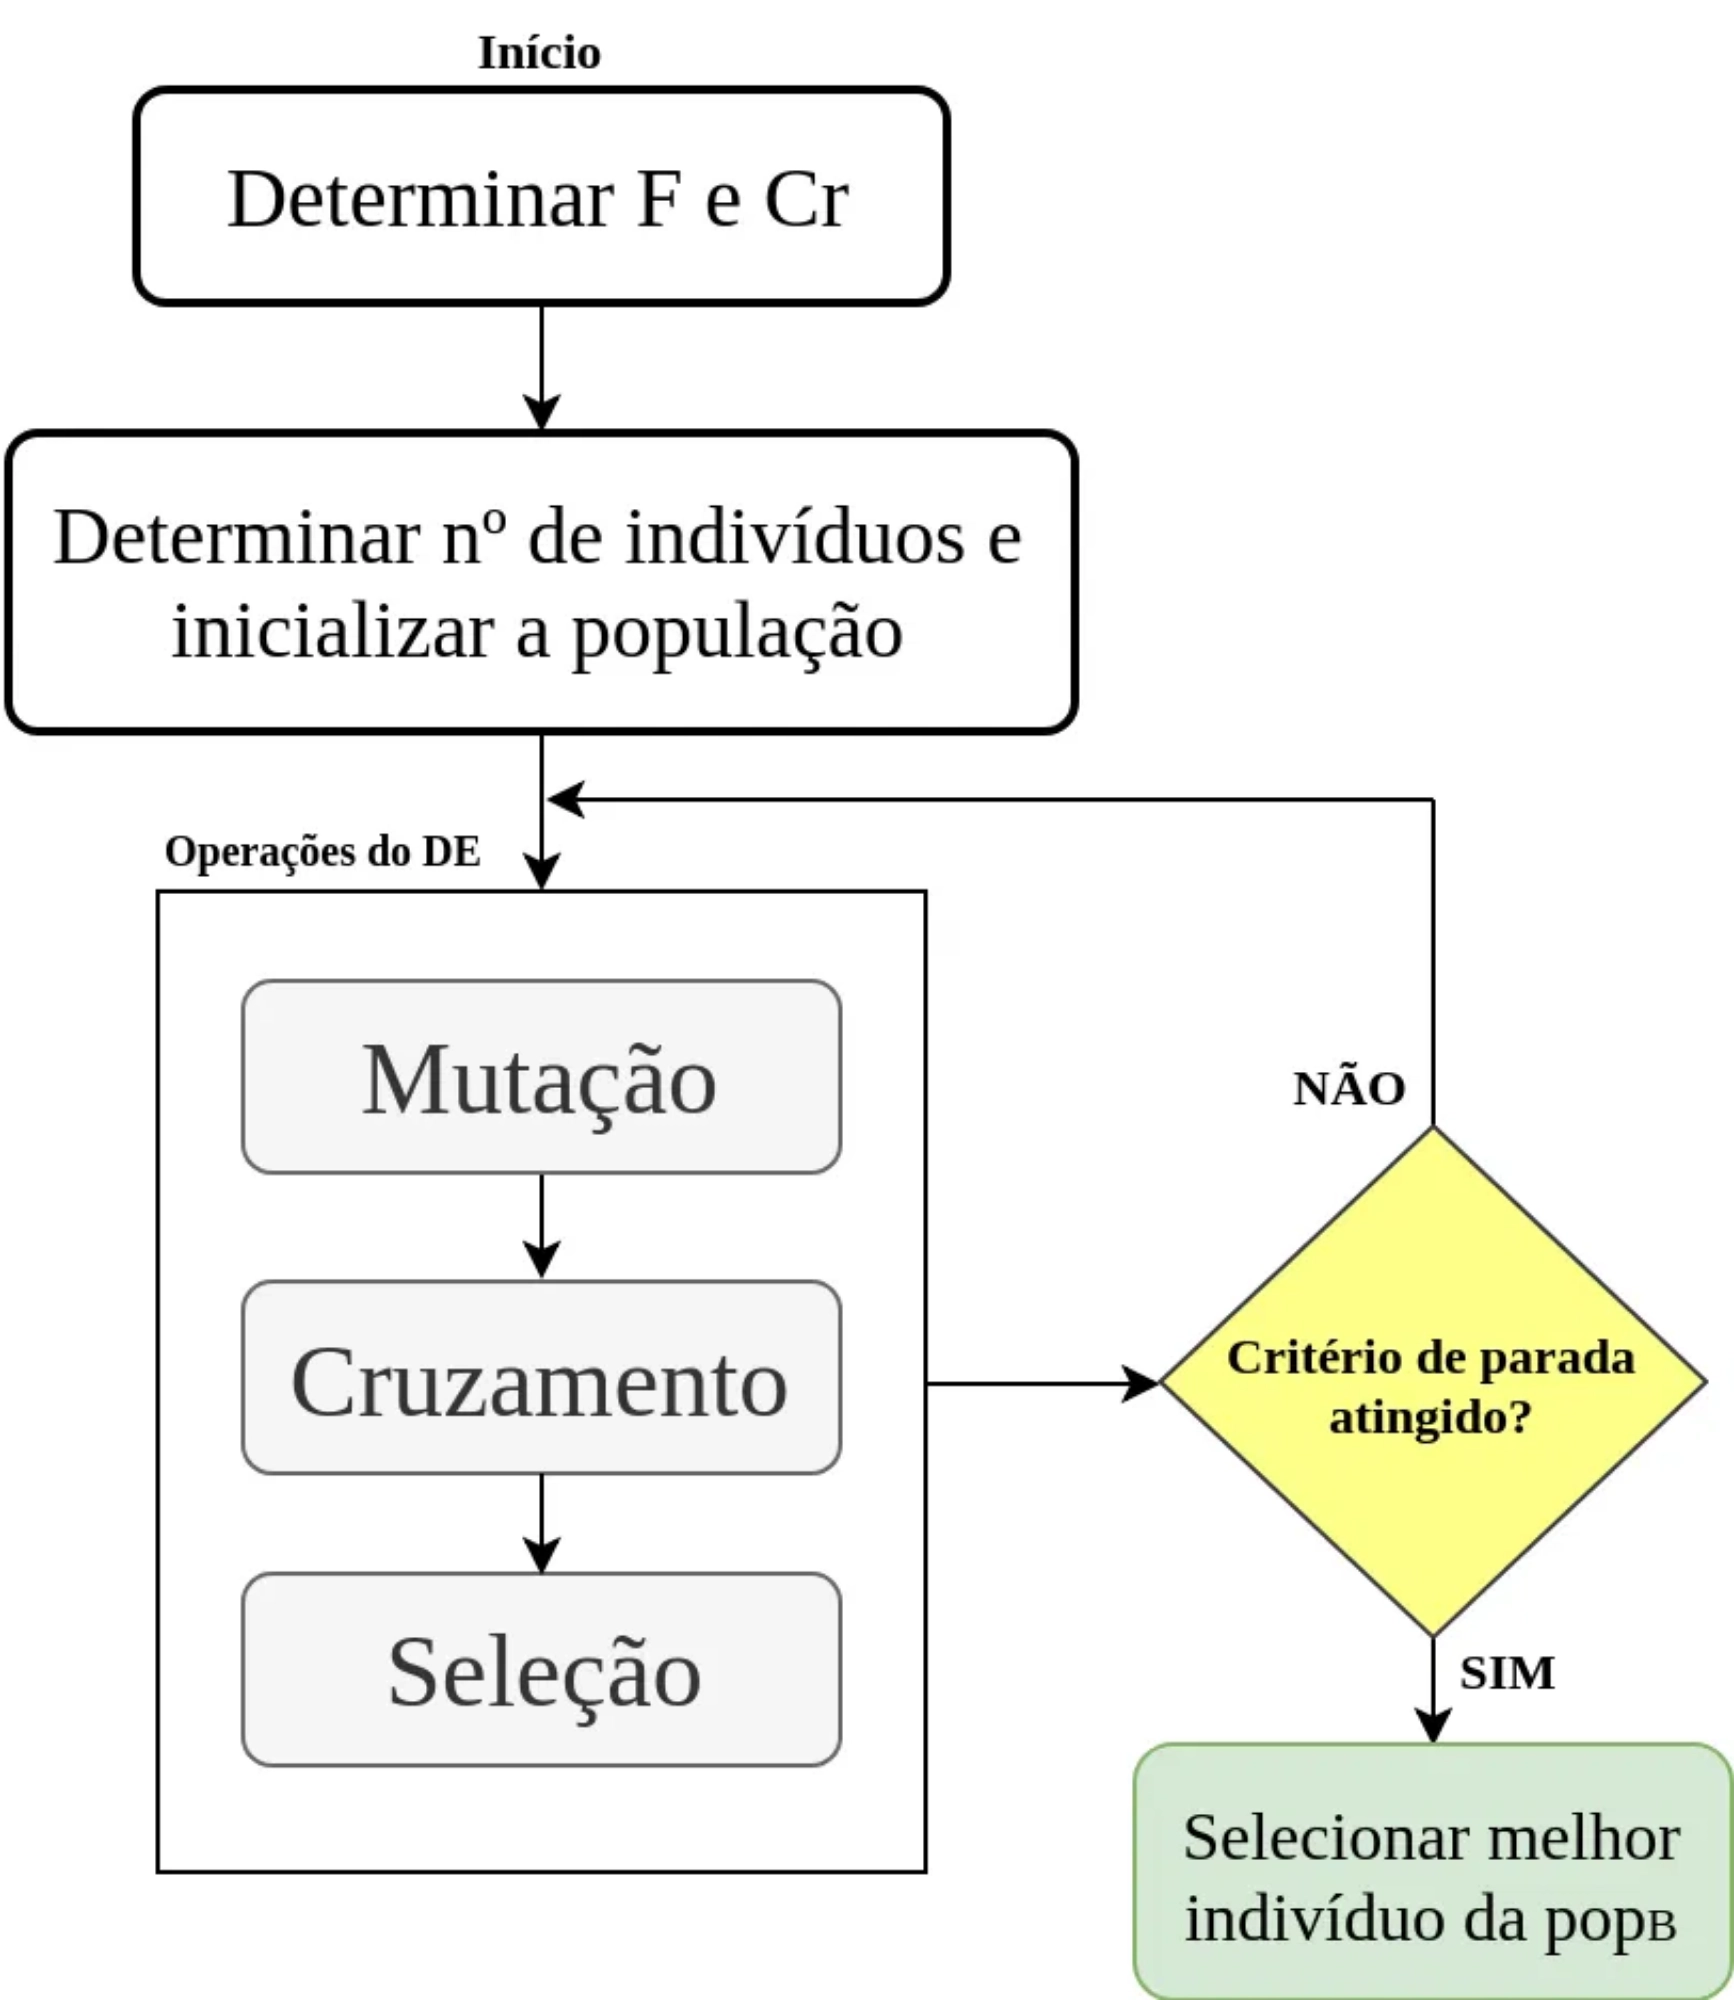 Início
Determinar F e Cr
Determinar nº de indivíduos e
inicializar a população
Operações do DE
Mutação
Cruzamento
Seleção
NÃO
Critério de parada
atingido?
SIM
Selecionar melhor
indivíduo da popB